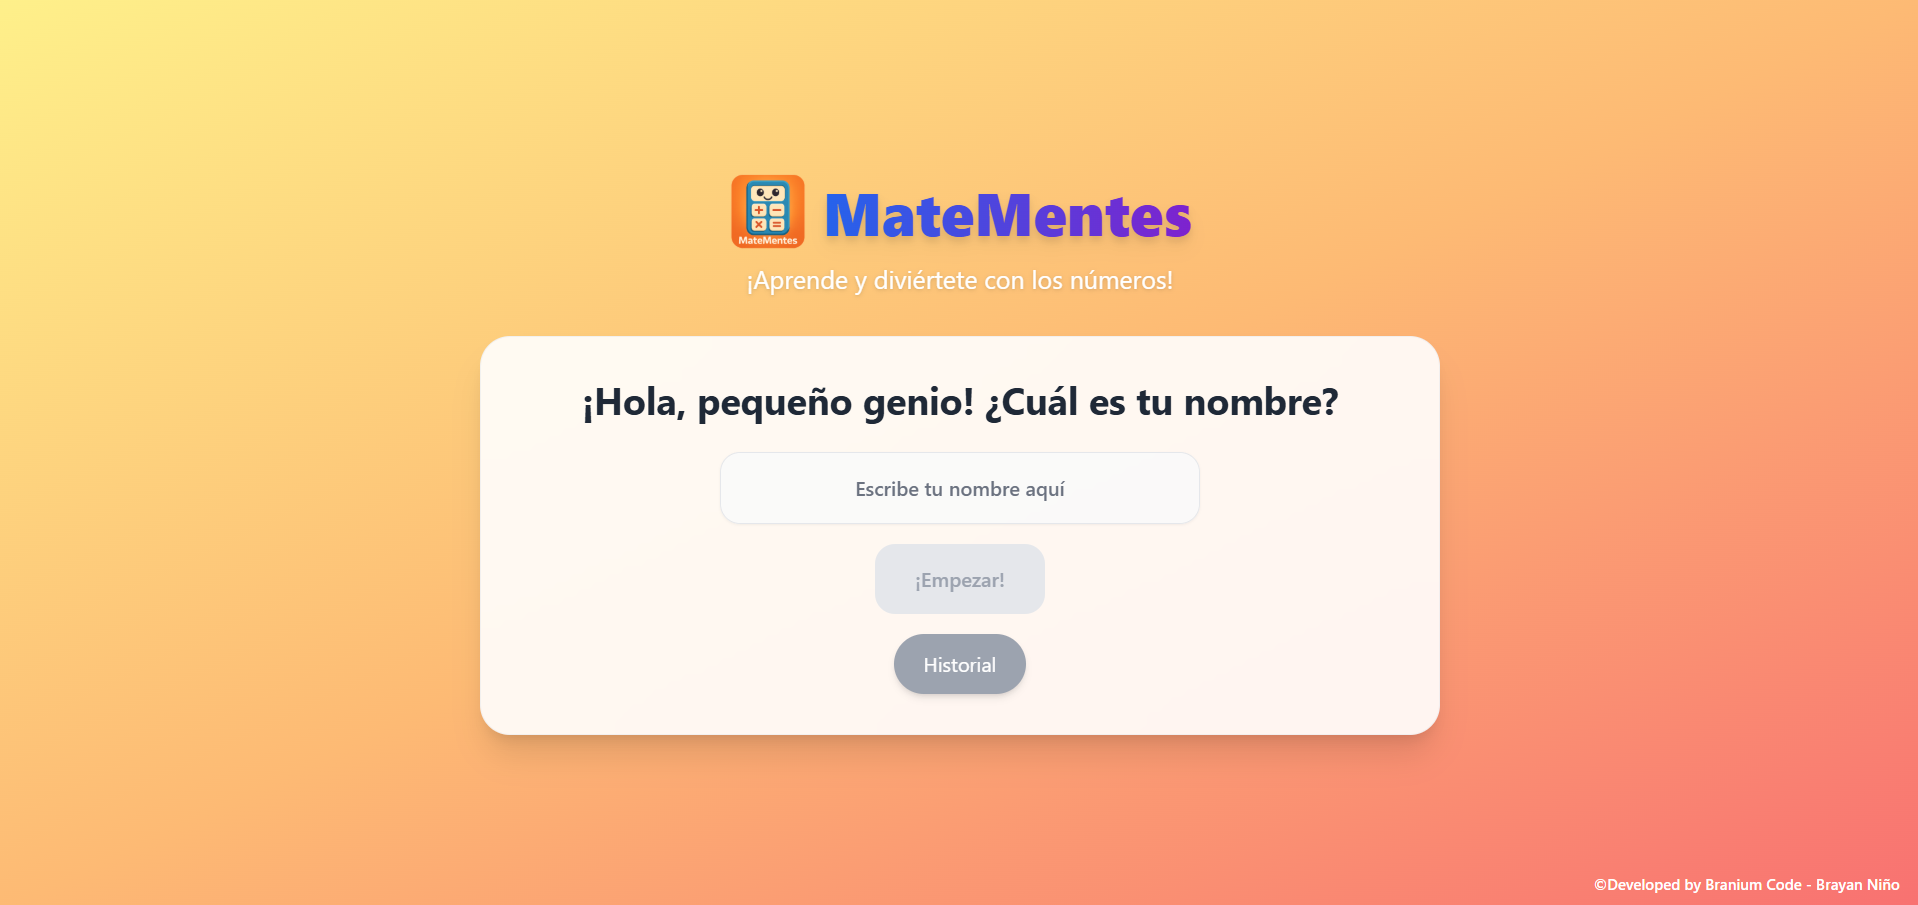 MateMentes
MateMentes
¡Aprende y diviértete con los números!
¡Hola, pequeño genio! ¿Cuál es tu nombre?
Escribe tu nombre aquí
¡Empezar!
Historial
©Developed by Branium Code - Brayan Niño